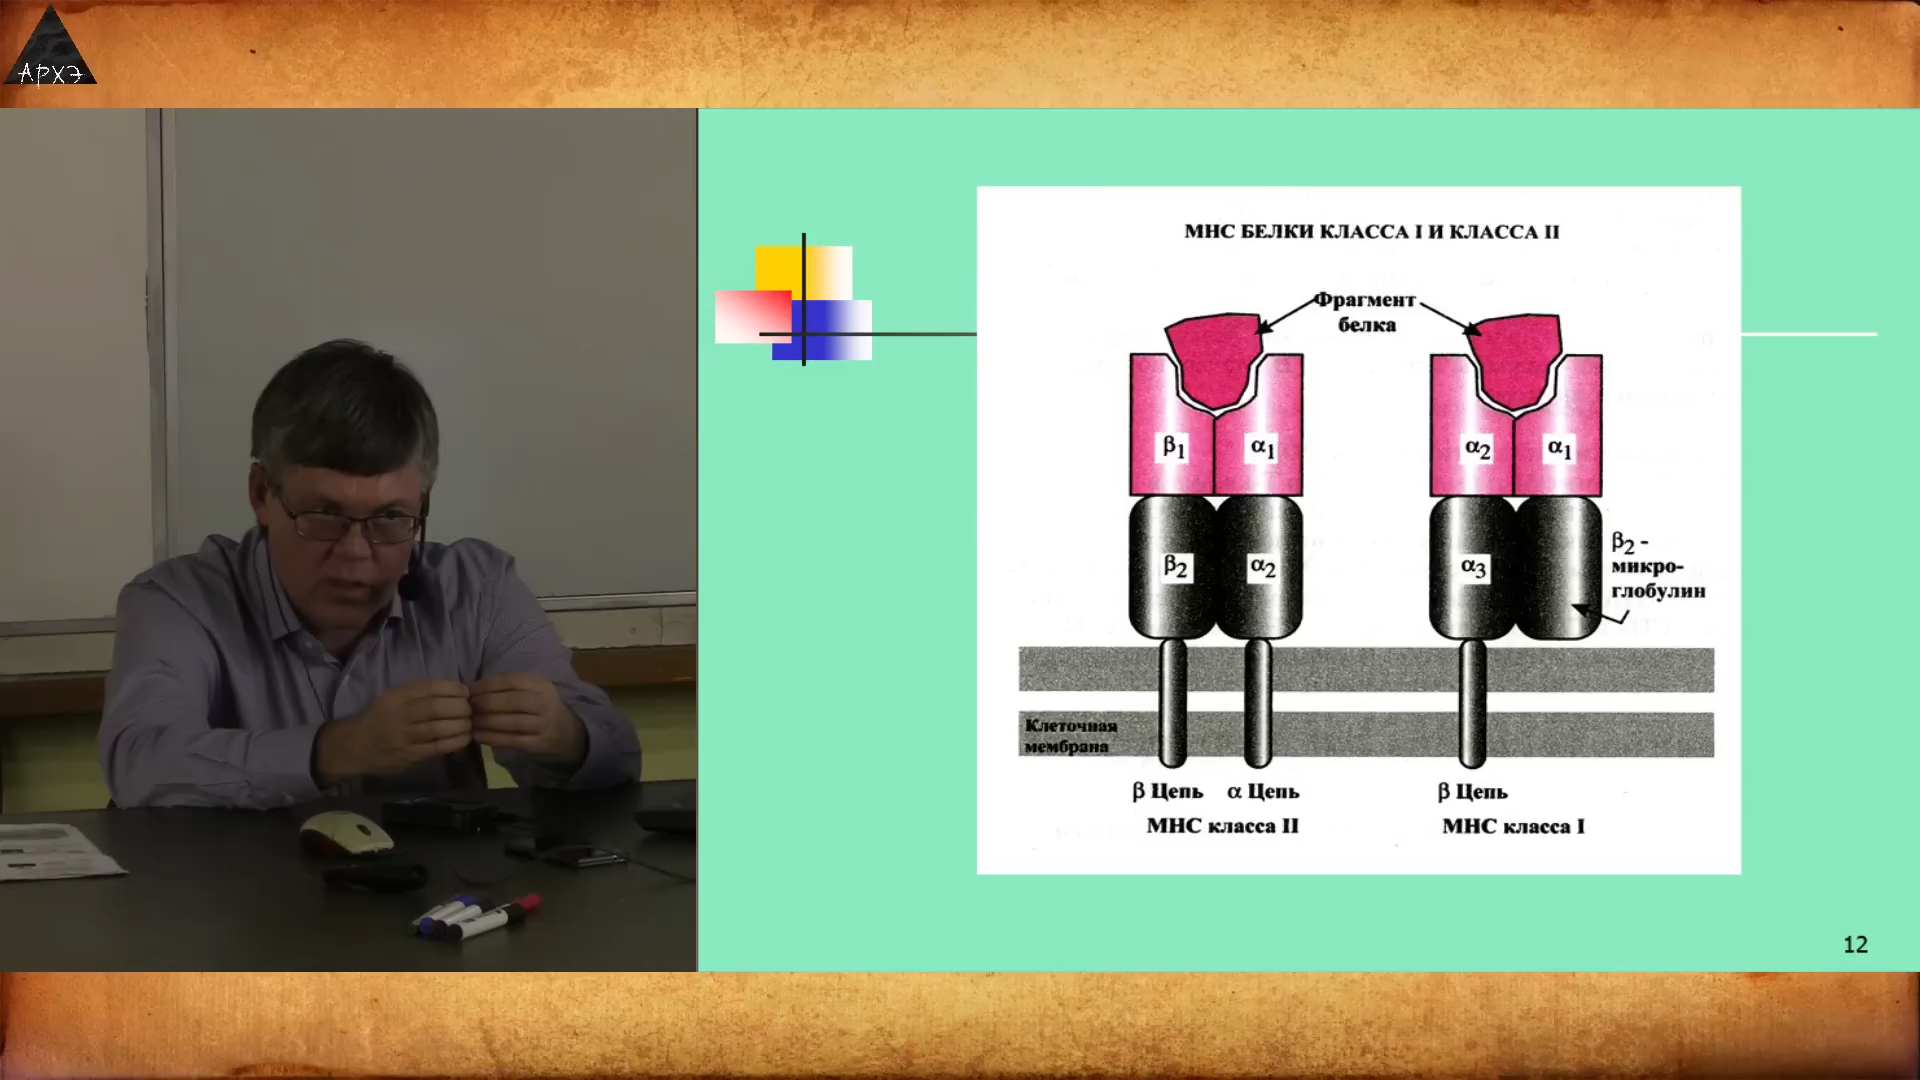 АРХЭ
МНС БЕЛКИ КЛАССА I И КЛАССА II
Фрагмент
белка
β1
α1
α2
α1
β2
α2
α3
β2 -
микро-
глобулин
Клеточная
мембрана
β Цепь
α Цепь
β Цепь
МНС класса II
МНС класса I
12